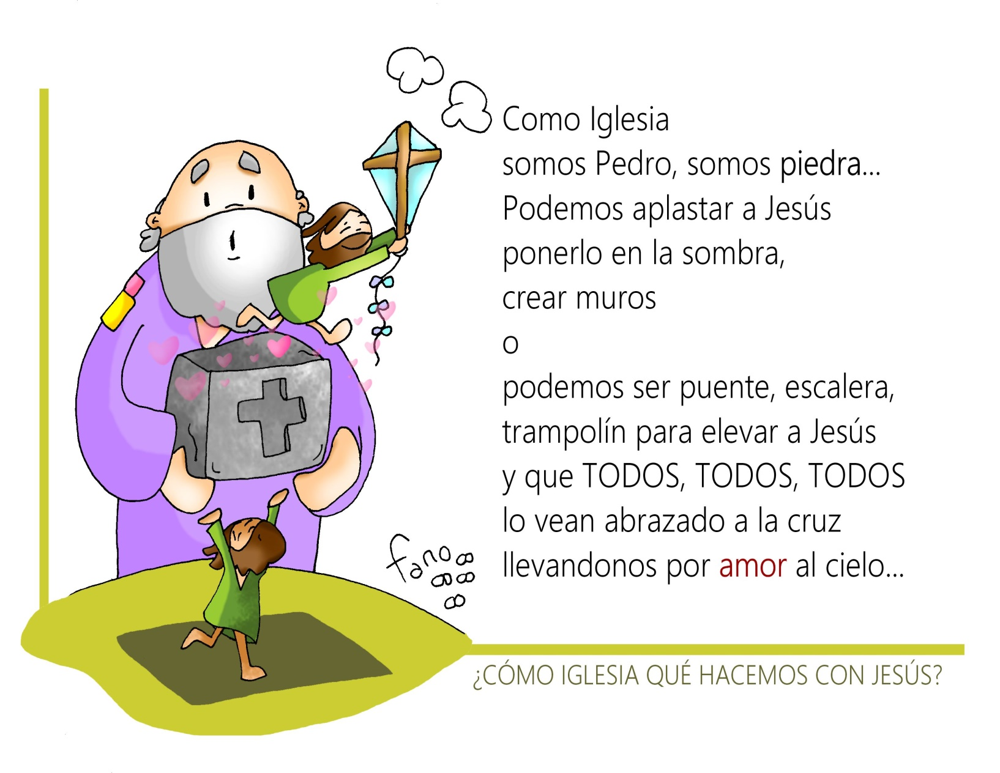 Como Iglesia
somos Pedro, somos piedra...
Podemos aplastar a Jesús
ponerlo en la sombra,
crear muros
o
podemos ser puente, escalera,
trampolín para elevar a Jesús
y que TODOS, TODOS, TODOS
lo vean abrazado a la cruz
llevandonos por amor al cielo...
fano
¿CÓMO IGLESIA QUÉ HACEMOS CON JESÚS?